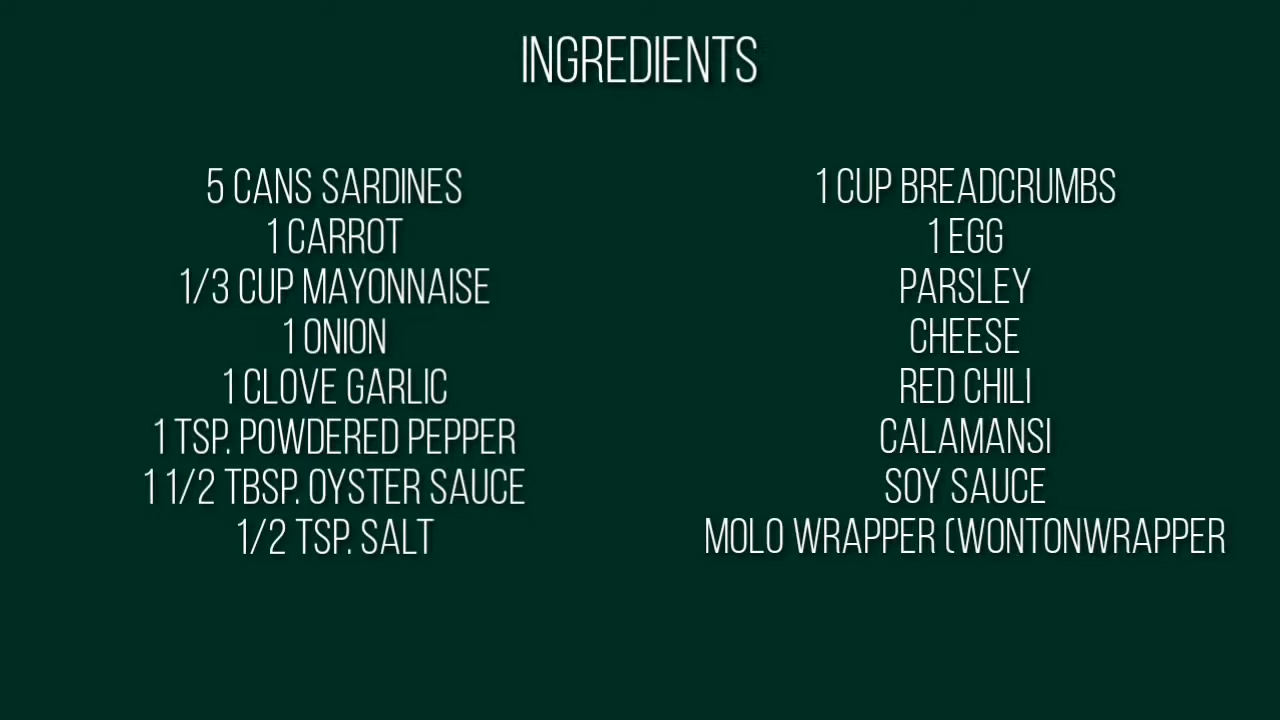 INGREDIENTS
5 CANS SARDINES
1 CARROT
1/3 CUP MAYONNAISE
1 ONION
1 CLOVE GARLIC
1 TSP. POWDERED PEPPER
1 1/2 TBSP. OYSTER SAUCE
1/2 TSP. SALT
1 CUP BREADCRUMBS
1 EGG
PARSLEY
CHEESE
RED CHILI
CALAMANSI
SOY SAUCE
MOLO WRAPPER (WONTONWRAPPER